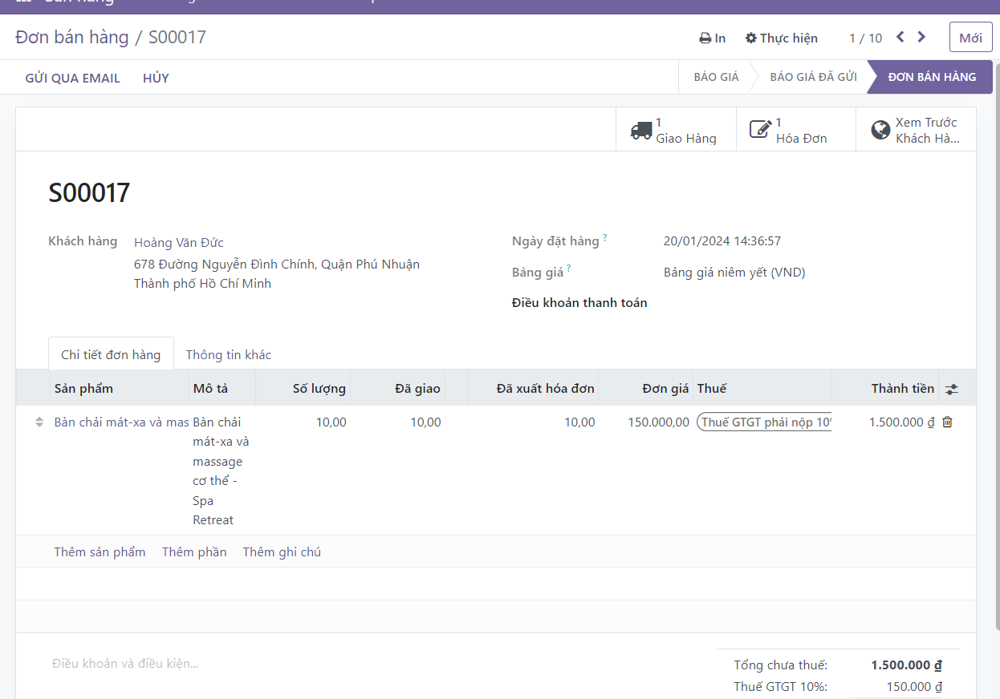 Đơn bán hàng / S00017
In
Thực hiện
1 / 10
Mới
GỬI QUA EMAIL
HỦY
BÁO GIÁ
BÁO GIÁ ĐÃ GỬI
ĐƠN BÁN HÀNG
1
Giao Hàng
1
Hóa Đơn
Xem Trước
Khách Hà...
S00017
Khách hàng
Hoàng Văn Đức
678 Đường Nguyễn Đình Chính, Quận Phú Nhuận
Thành phố Hồ Chí Minh
Ngày đặt hàng ?
20/01/2024 14:36:57
Bảng giá ?
Bảng giá niêm yết (VND)
Điều khoản thanh toán
Chi tiết đơn hàng
Thông tin khác
Sản phẩm
Mô tả
Số lượng
Đã giao
Đã xuất hóa đơn
Đơn giá
Thuế
Thành tiền
Bàn chải mát-xa và mas
Bàn chải
mát-xa và
massage
cơ thể -
Spa
Retreat
10,00
10,00
10,00
150.000,00
Thuế GTGT phải nộp 10
1.500.000 ₫
Thêm sản phẩm
Thêm phần
Thêm ghi chú
Điều khoản và điều kiện...
Tổng chưa thuế:
1.500.000 ₫
Thuế GTGT 10%:
150.000 ₫